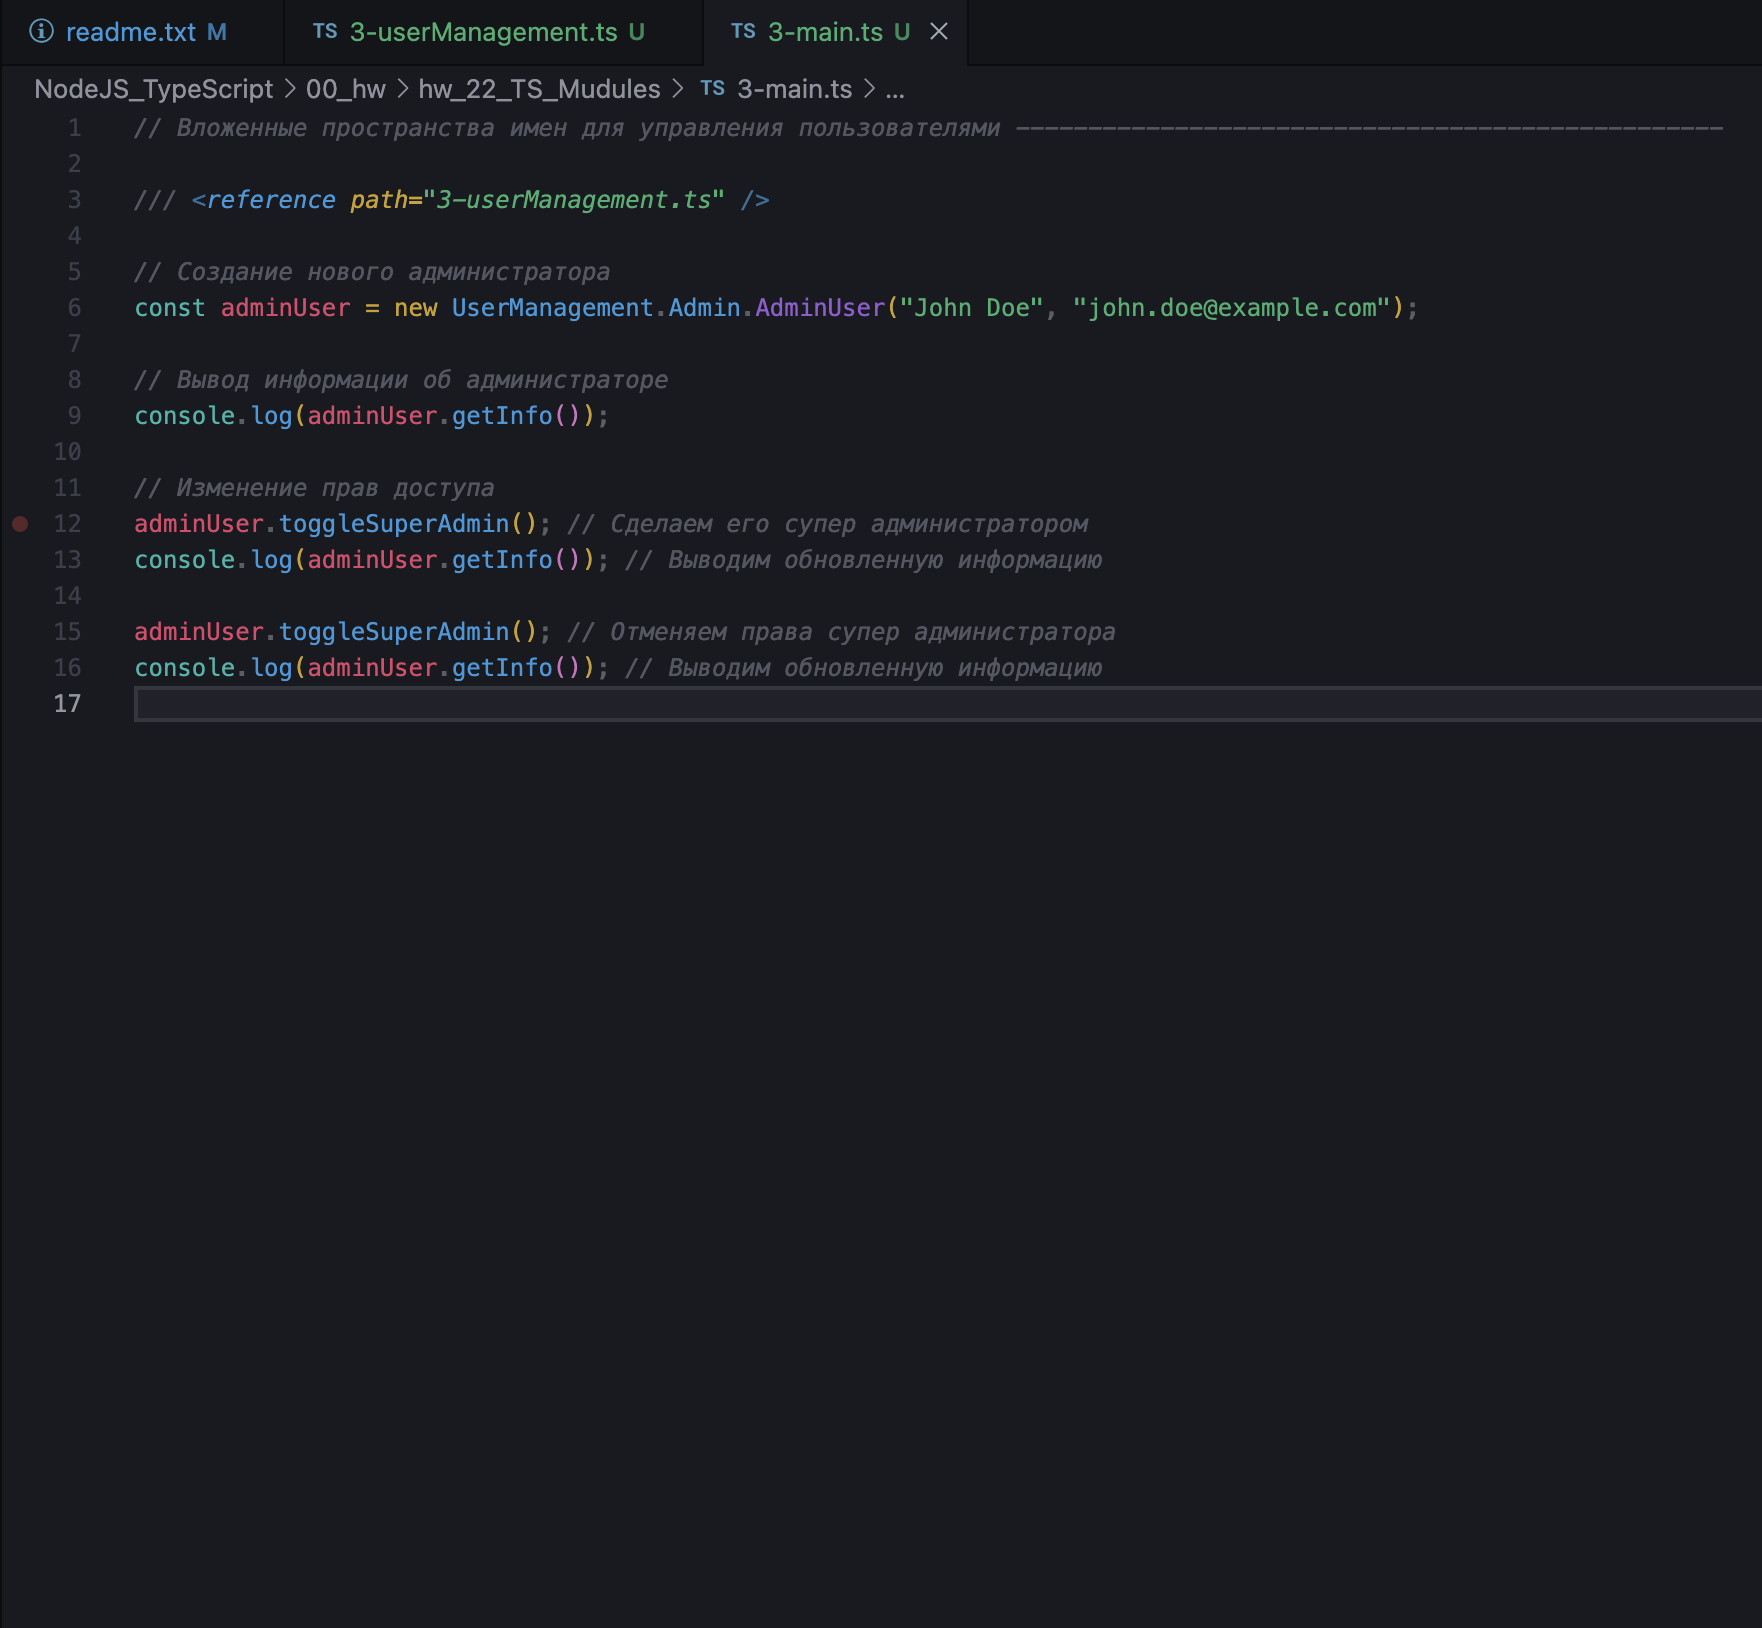 readme.txt M TS 3-userManagement.ts U TS 3-main.ts U
NodeJS_TypeScript > 00_hw > hw_22_TS_Mudules > TS 3-main.ts > ...
1 // Вложенные пространства имен для управления пользователями -------------------------------------------------
2
3 /// <reference path="3-userManagement.ts" />
4
5 // Создание нового администратора
6 const adminUser = new UserManagement.Admin.AdminUser("John Doe", "john.doe@example.com");
7
8 // Вывод информации об администраторе
9 console.log(adminUser.getInfo());
10
11 // Изменение прав доступа
12 adminUser.toggleSuperAdmin(); // Сделаем его супер администратором
13 console.log(adminUser.getInfo()); // Выводим обновленную информацию
14
15 adminUser.toggleSuperAdmin(); // Отменяем права супер администратора
16 console.log(adminUser.getInfo()); // Выводим обновленную информацию
17